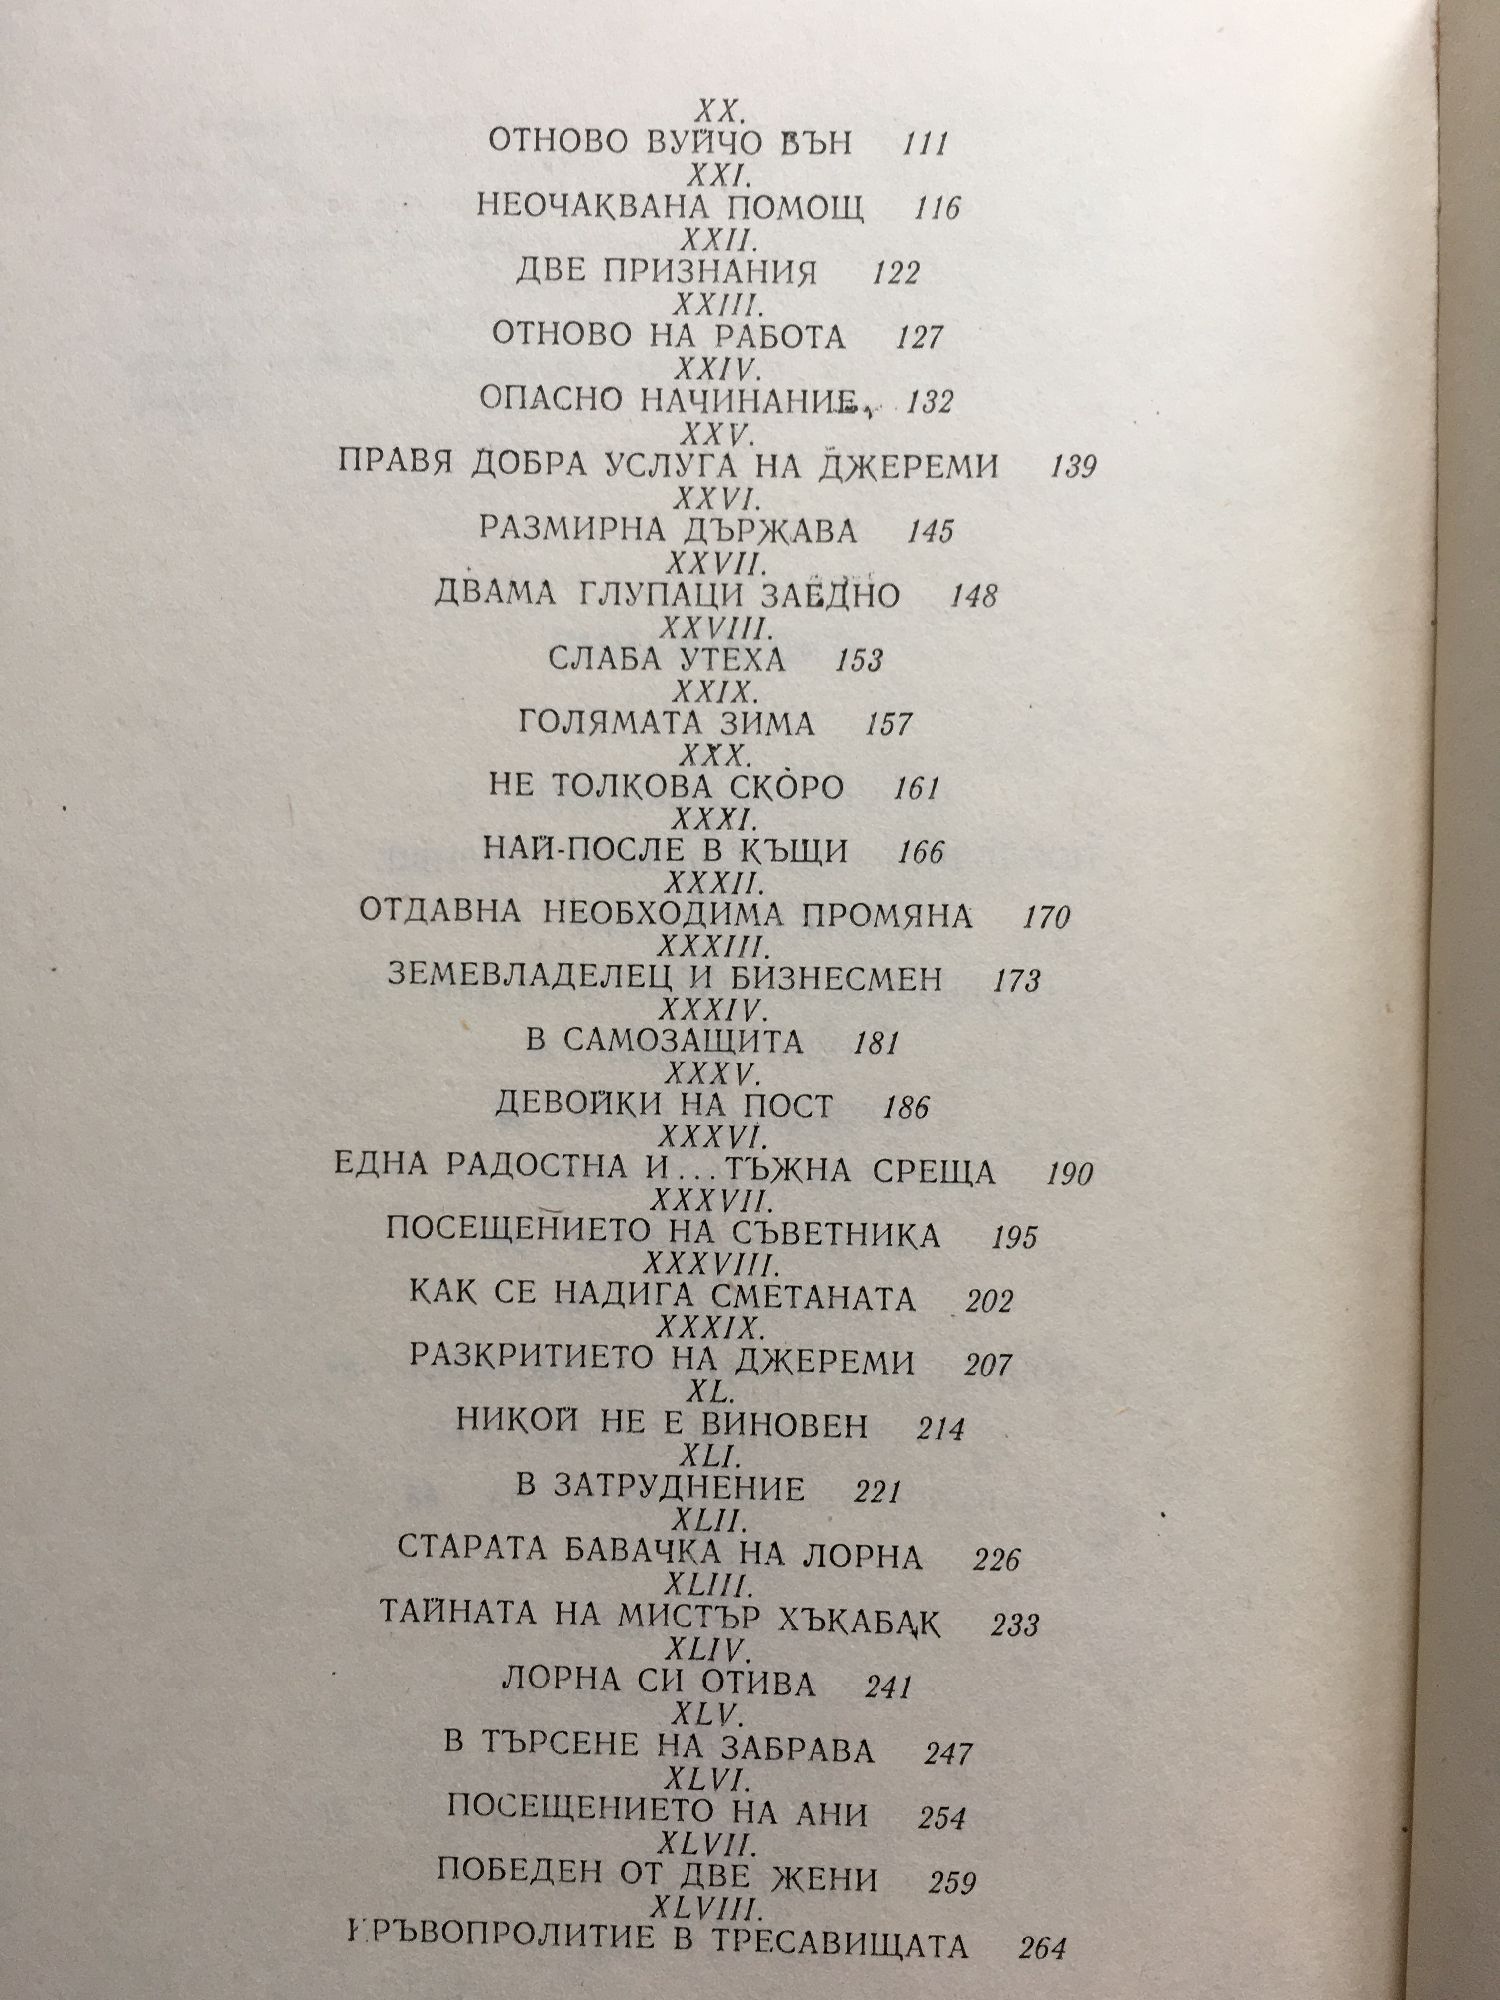 XX.
ОТНОВО ВУЙЧО ВЪН 111
XXI.
НЕОЧАКВАНА ПОМОЩ 116
XXII.
ДВЕ ПРИЗНАНИЯ 122
XXIII.
ОТНОВО НА РАБОТА 127
XXIV.
ОПАСНО НАЧИНАНИЕ 132
XXV.
ПРАВЯ ДОБРА УСЛУГА НА ДЖЕРЕМИ 139
XXVI.
РАЗМИРНА ДЪРЖАВА 145
XXVII.
ДВАМА ГЛУПАЦИ ЗАЕДНО 148
XXVIII.
СЛАБА УТЕХА 153
XXIX.
ГОЛЯМАТА ЗИМА 157
XXX.
НЕ ТОЛКОВА СКОРО 161
XXXI.
НАЙ-ПОСЛЕ В КЪЩИ 166
XXXII.
ОТДАВНА НЕОБХОДИМА ПРОМЯНА 170
XXXIII.
ЗЕМЕВЛАДЕЛЕЦ И БИЗНЕСМЕН 173
XXXIV.
В САМОЗАЩИТА 181
XXXV.
ДЕВОЙКИ НА ПОСТ 186
XXXVI.
ЕДНА РАДОСТНА И... ТЪЖНА СРЕЩА 190
XXXVII.
ПОСЕЩЕНИЕТО НА СЪВЕТНИКА 195
XXXVIII.
КАК СЕ НАДИГА СМЕТАНАТА 202
XXXIX.
РАЗКРИТИЕТО НА ДЖЕРЕМИ 207
XL.
НИКОЙ НЕ Е ВИНОВЕН 214
XLI.
В ЗАТРУДНЕНИЕ 221
XLII.
СТАРАТА БАВАЧКА НА ЛОРНА 226
XLIII.
ТАЙНАТА НА МИСТЪР ХЪКАБАК 233
XLIV.
ЛОРНА СИ ОТИВА 241
XLV.
В ТЪРСЕНЕ НА ЗАБРАВА 247
XLVI.
ПОСЕЩЕНИЕТО НА АНИ 254
XLVII.
ПОБЕДЕН ОТ ДВЕ ЖЕНИ 259
XLVIII.
КРЪВОПРОЛИТИЕ В ТРЕСАВИЩАТА 264